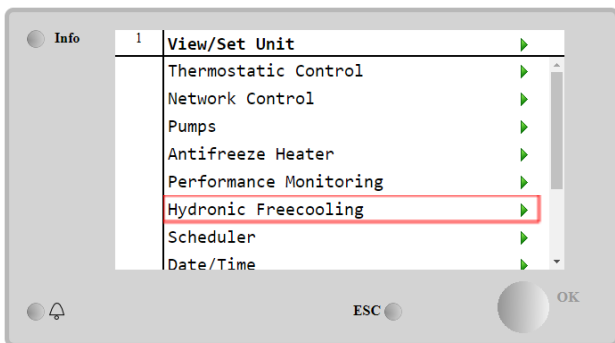 Info
1 View/Set Unit
Thermostatic Control
Network Control
Pumps
Antifreeze Heater
Performance Monitoring
Hydronic Freecooling
Scheduler
Date/Time
ESC
OK